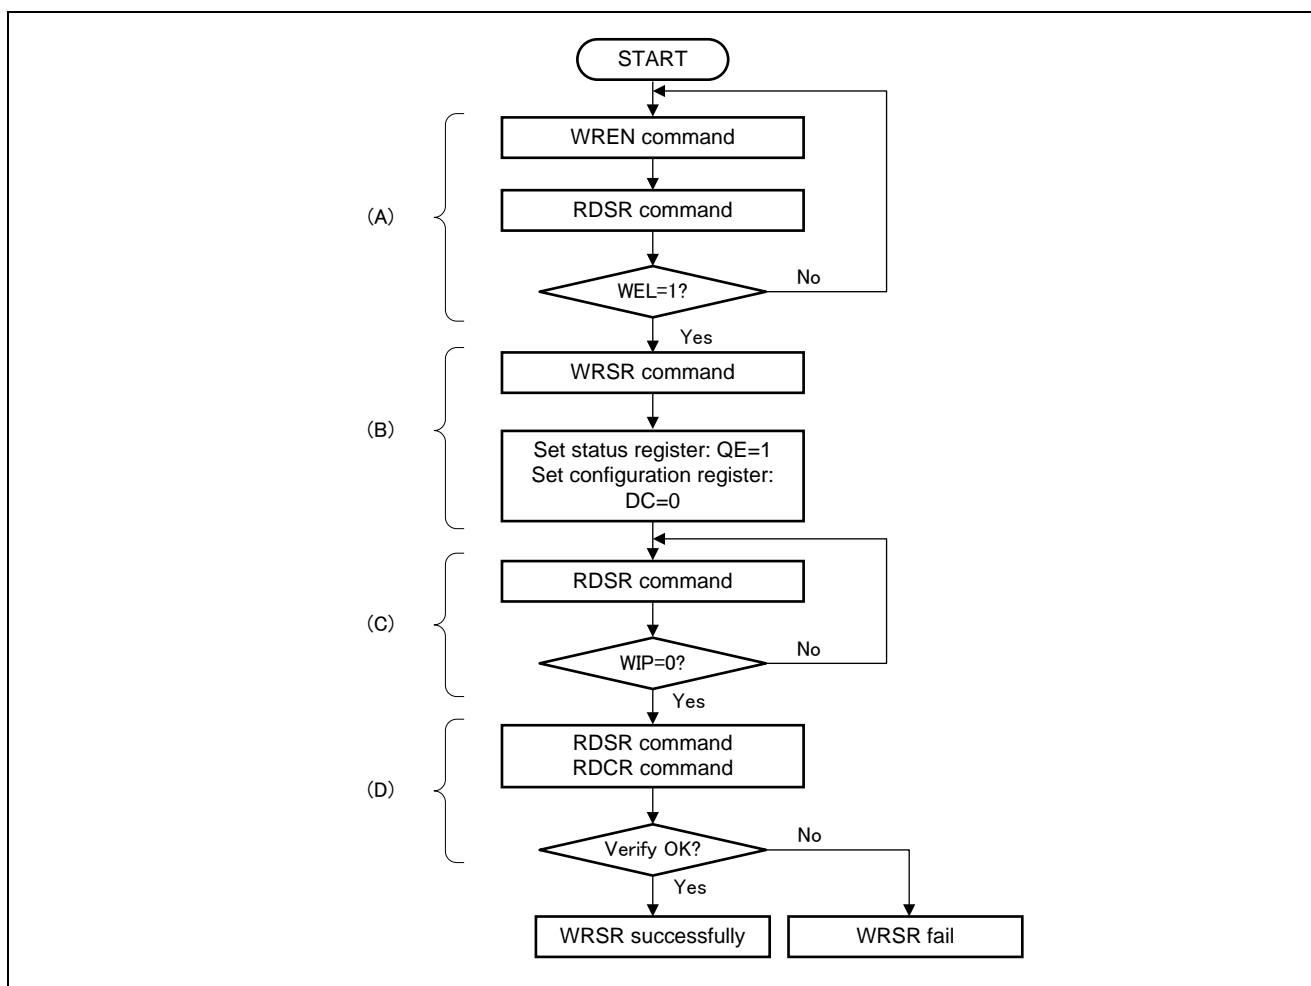 START
WREN command
(A)
RDSR command
WEL=1?
No
Yes
WRSR command
(B)
Set status register: QE=1
Set configuration register:
DC=0
RDSR command
(C)
WIP=0?
No
Yes
RDSR command
RDCR command
(D)
Verify OK?
No
Yes
WRSR successfully
WRSR fail